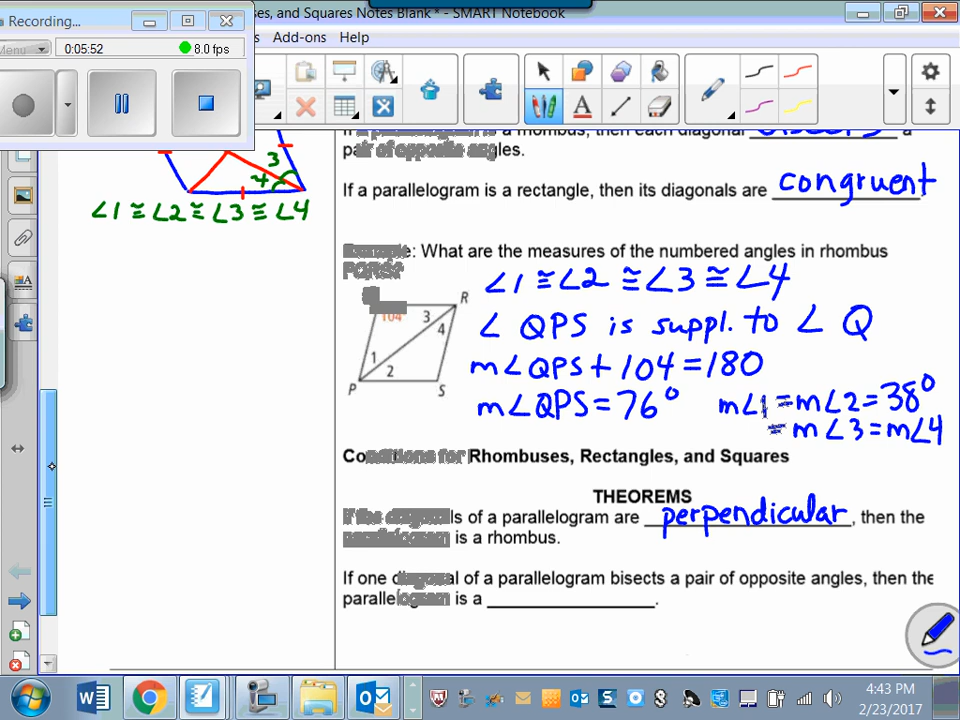 Recording...
ses, and Squares Notes Blank * - SMART Notebook
Menu
0:05:52
8.0 fps
Add-ons Help
a rhombus, then each diagonal bisects a
pair of opposite angles.
If a parallelogram is a rectangle, then its diagonals are congruent
3
4
∠1 ≅ ∠2 ≅ ∠3 ≅ ∠4
Example: What are the measures of the numbered angles in rhombus
PQRS?
∠1 ≅ ∠2 ≅ ∠3 ≅ ∠4
R
104
3
4
1
2
P
S
∠ QPS is suppl. to ∠ Q
m∠QPS + 104 = 180
m∠QPS = 76°
m∠1 = m∠2 = 38°
= m∠3 = m∠4
Conditions for Rhombuses, Rectangles, and Squares
THEOREMS
If the diagonals of a parallelogram are perpendicular, then the
parallelogram is a rhombus.
If one diagonal of a parallelogram bisects a pair of opposite angles, then the
parallelogram is a ________________.
4:43 PM
2/23/2017